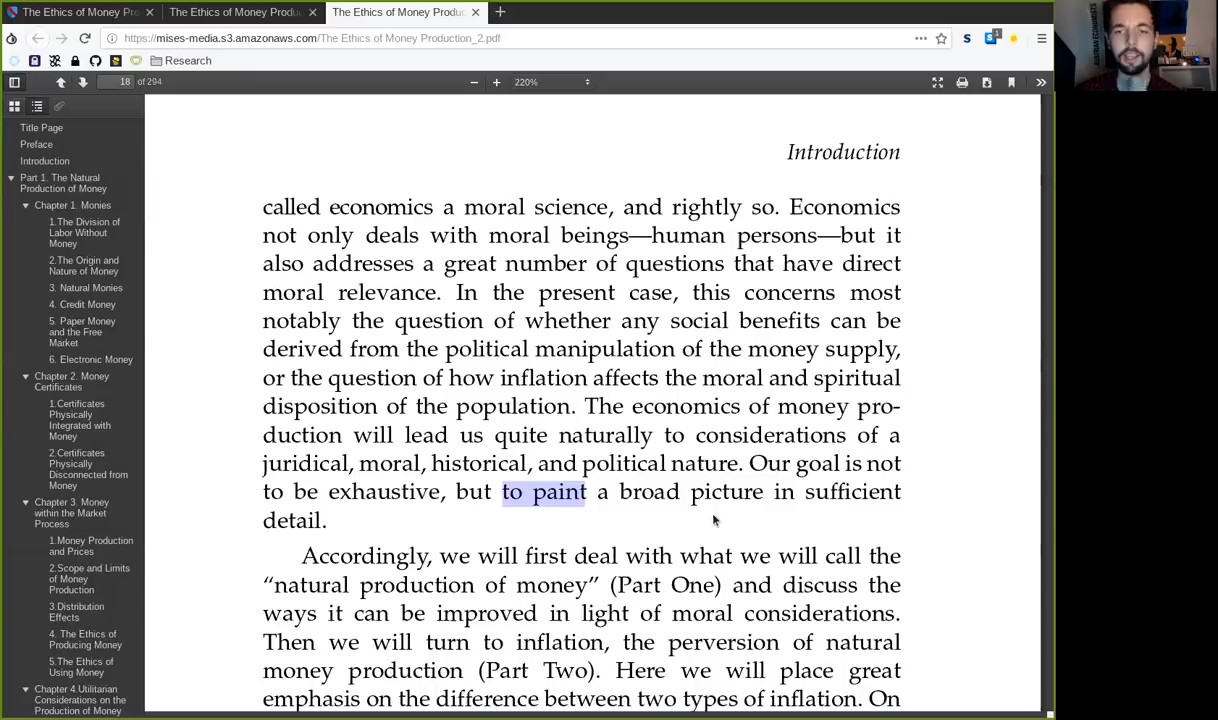 The Ethics of Money Pro
The Ethics of Money Produc
The Ethics of Money Produc
https://mises-media.s3.amazonaws.com/The Ethics of Money Production_2.pdf
Research
18 of 294
220%
Title Page
Preface
Introduction
Part 1. The Natural
Production of Money
Chapter 1. Monies
1.The Division of
Labor Without
Money
2.The Origin and
Nature of Money
3. Natural Monies
4. Credit Money
5. Paper Money
and the Free
Market
6. Electronic Money
Chapter 2. Money
Certificates
1.Certificates
Physically
Integrated with
Money
2.Certificates
Physically
Disconnected from
Money
Chapter 3. Money
within the Market
Process
1.Money Production
and Prices
2.Scope and Limits
of Money
Production
3.Distribution
Effects
4. The Ethics of
Producing Money
5.The Ethics of
Using Money
Chapter 4.Utilitarian
Considerations on the
Production of Money
Introduction
called economics a moral science, and rightly so. Economics
not only deals with moral beings—human persons—but it
also addresses a great number of questions that have direct
moral relevance. In the present case, this concerns most
notably the question of whether any social benefits can be
derived from the political manipulation of the money supply,
or the question of how inflation affects the moral and spiritual
disposition of the population. The economics of money pro-
duction will lead us quite naturally to considerations of a
juridical, moral, historical, and political nature. Our goal is not
to be exhaustive, but to paint a broad picture in sufficient
detail.
Accordingly, we will first deal with what we will call the
“natural production of money” (Part One) and discuss the
ways it can be improved in light of moral considerations.
Then we will turn to inflation, the perversion of natural
money production (Part Two). Here we will place great
emphasis on the difference between two types of inflation. On